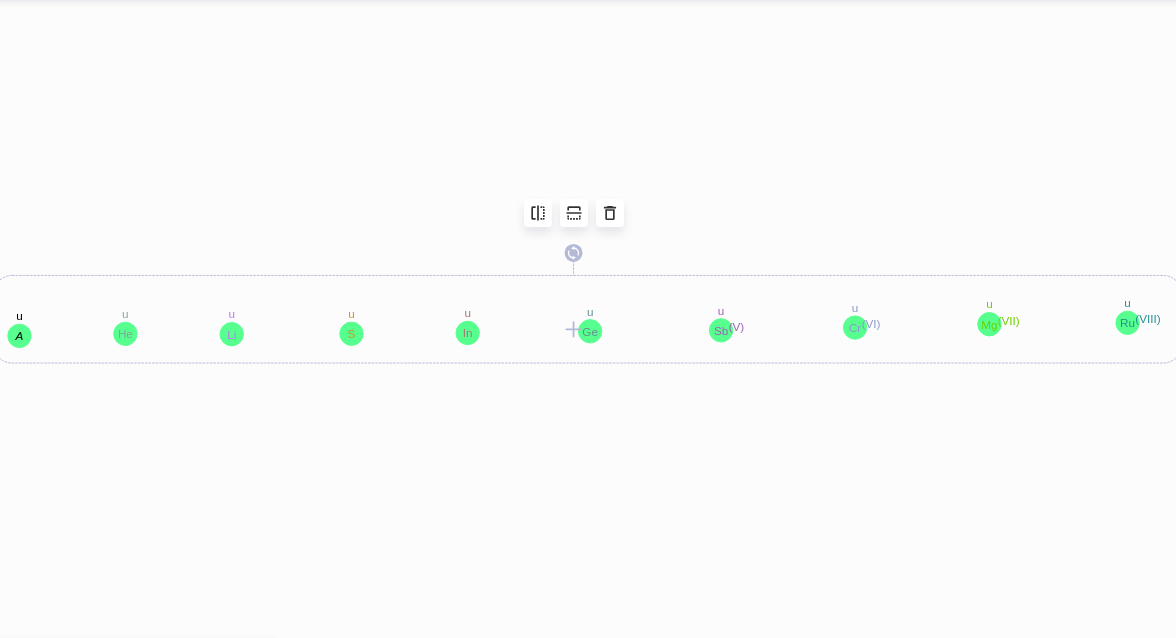 u u u u u u u u u u
A He Li S In Ge Sb(V) Cr(VI) Mg(VII) Ru(VIII)